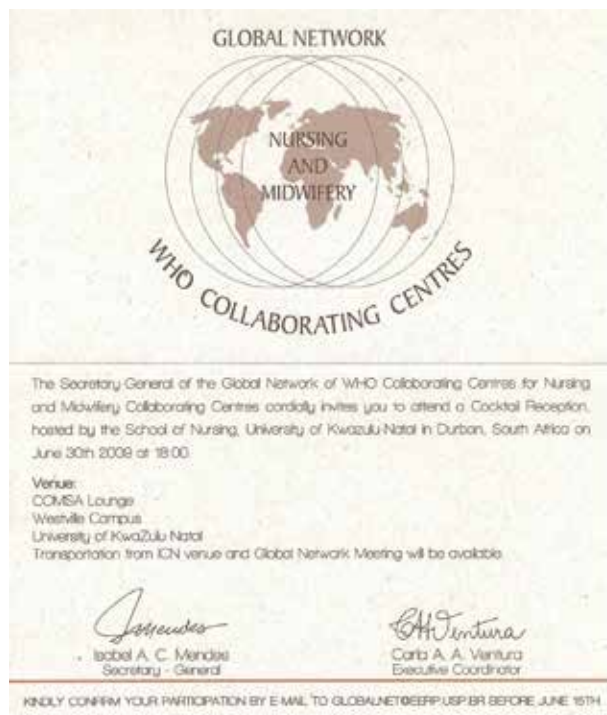 GLOBAL NETWORK
NURSING
AND
MIDWIFERY
WHO COLLABORATING CENTRES
The Secretary General of the Global Network of WHO Collaborating Centres for Nursing
and Midwifery Collaborating Centres cordially invites you to attend a Cocktail Reception,
hosted by the School of Nursing, University of Kwazulu-Natal in Durban, South Africa on
June 30th 2009 at 18:00.
Venue:
COMSA Lounge
Westville Campus
University of KwaZulu Natal
Transportation from ICN venue and Global Network Meeting will be available.
Imendes
CAVentura
Isabel A. C. Mendes
Carla A. A. Ventura
Secretary - General
Executive Coordinator
KINDLY CONFIRM YOUR PARTICIPATION BY E-MAIL TO GLOBALNET@EERP.USP.BR BEFORE JUNE 15TH